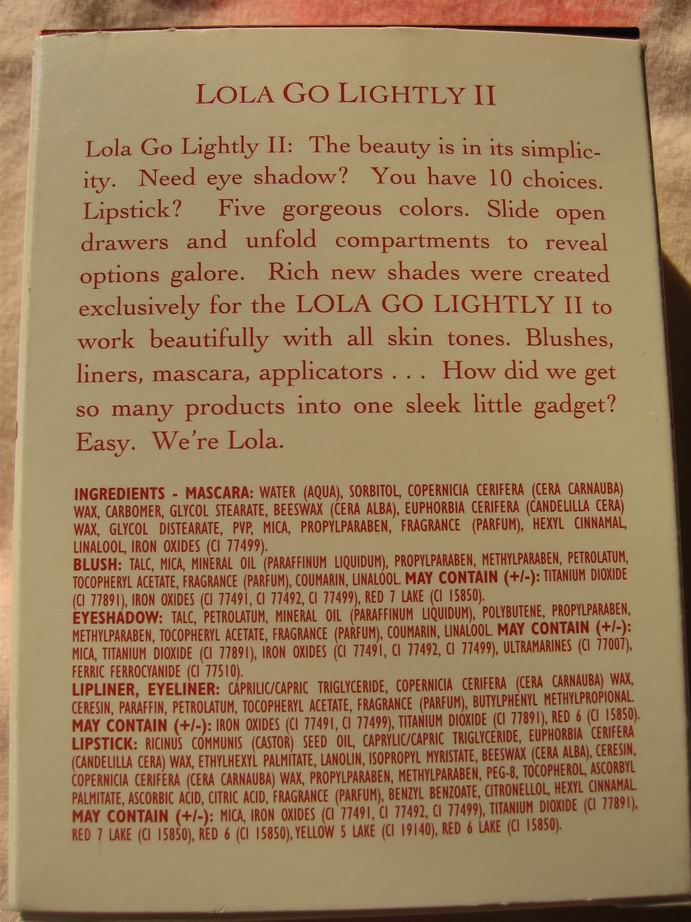 LOLA GO LIGHTLY II
Lola Go Lightly II: The beauty is in its simplic-
ity. Need eye shadow? You have 10 choices.
Lipstick? Five gorgeous colors. Slide open
drawers and unfold compartments to reveal
options galore. Rich new shades were created
exclusively for the LOLA GO LIGHTLY II to
work beautifully with all skin tones. Blushes,
liners, mascara, applicators . . . How did we get
so many products into one sleek little gadget?
Easy. We're Lola.
INGREDIENTS - MASCARA: WATER (AQUA), SORBITOL, COPERNICIA CERIFERA (CERA CARNAUBA)
WAX, CARBOMER, GLYCOL STEARATE, BEESWAX (CERA ALBA), EUPHORBIA CERIFERA (CANDELILLA CERA)
WAX, GLYCOL DISTEARATE, PVP, MICA, PROPYLPARABEN, FRAGRANCE (PARFUM), HEXYL CINNAMAL,
LINALOOL, IRON OXIDES (CI 77499).
BLUSH: TALC, MICA, MINERAL OIL (PARAFFINUM LIQUIDUM), PROPYLPARABEN, METHYLPARABEN, PETROLATUM,
TOCOPHERYL ACETATE, FRAGRANCE (PARFUM), COUMARIN, LINALOOL. MAY CONTAIN (+/-): TITANIUM DIOXIDE
(CI 77891), IRON OXIDES (CI 77491, CI 77492, CI 77499), RED 7 LAKE (CI 15850).
EYESHADOW: TALC, PETROLATUM, MINERAL OIL (PARAFFINUM LIQUIDUM), POLYBUTENE, PROPYLPARABEN,
METHYLPARABEN, TOCOPHERYL ACETATE, FRAGRANCE (PARFUM), COUMARIN, LINALOOL. MAY CONTAIN (+/-):
MICA, TITANIUM DIOXIDE (CI 77891), IRON OXIDES (CI 77491, CI 77492, CI 77499), ULTRAMARINES (CI 77007),
FERRIC FERROCYANIDE (CI 77510).
LIPLINER, EYELINER: CAPRILIC/CAPRIC TRIGLYCERIDE, COPERNICIA CERIFERA (CERA CARNAUBA) WAX,
CERESIN, PARAFFIN, PETROLATUM, TOCOPHERYL ACETATE, FRAGRANCE (PARFUM), BUTYLPHENYL METHYLPROPIONAL.
MAY CONTAIN (+/-): IRON OXIDES (CI 77491, CI 77499), TITANIUM DIOXIDE (CI 77891), RED 6 (CI 15850).
LIPSTICK: RICINUS COMMUNIS (CASTOR) SEED OIL, CAPRYLIC/CAPRIC TRIGLYCERIDE, EUPHORBIA CERIFERA
(CANDELILLA CERA) WAX, ETHYLHEXYL PALMITATE, LANOLIN, ISOPROPYL MYRISTATE, BEESWAX (CERA ALBA), CERESIN,
COPERNICIA CERIFERA (CERA CARNAUBA) WAX, PROPYLPARABEN, METHYLPARABEN, PEG-8, TOCOPHEROL, ASCORBYL
PALMITATE, ASCORBIC ACID, CITRIC ACID, FRAGRANCE (PARFUM), BENZYL BENZOATE, CITRONELLOL, HEXYL CINNAMAL.
MAY CONTAIN (+/-): MICA, IRON OXIDES (CI 77491, CI 77492, CI 77499), TITANIUM DIOXIDE (CI 77891),
RED 7 LAKE (CI 15850), RED 6 (CI 15850), YELLOW 5 LAKE (CI 19140), RED 6 LAKE (CI 15850).